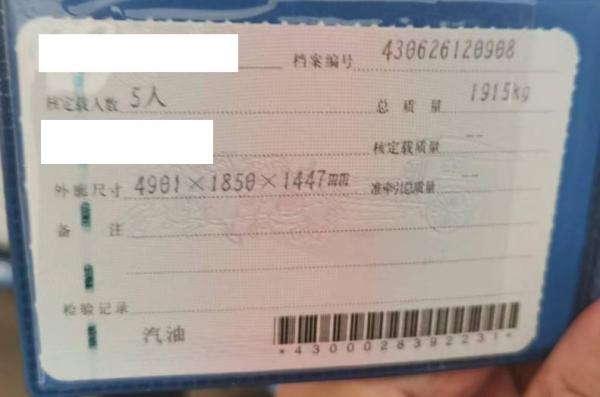 档案编号 430626120908
核定载人数 5人 总质量 1915kg
核定载质量 --
外廓尺寸 4901×1850×1447mm 准牵引总质量 --
备注
检验记录
汽油
*4300028392231*